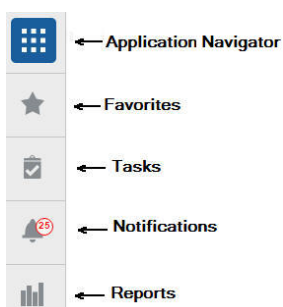 Application Navigator
Favorites
Tasks
25
Notifications
Reports